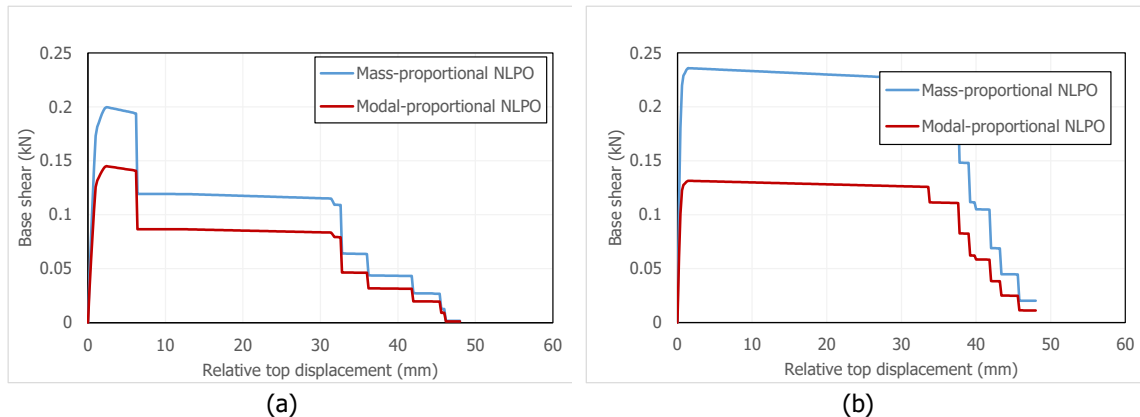 0.25
0.2
0.15
0.1
0.05
0
Base shear (kN)
Mass-proportional NLPO
Modal-proportional NLPO
0 10 20 30 40 50 60
Relative top displacement (mm)
(a)
0.25
0.2
0.15
0.1
0.05
0
Base shear (kN)
Mass-proportional NLPO
Modal-proportional NLPO
0 10 20 30 40 50 60
Relative top displacement (mm)
(b)